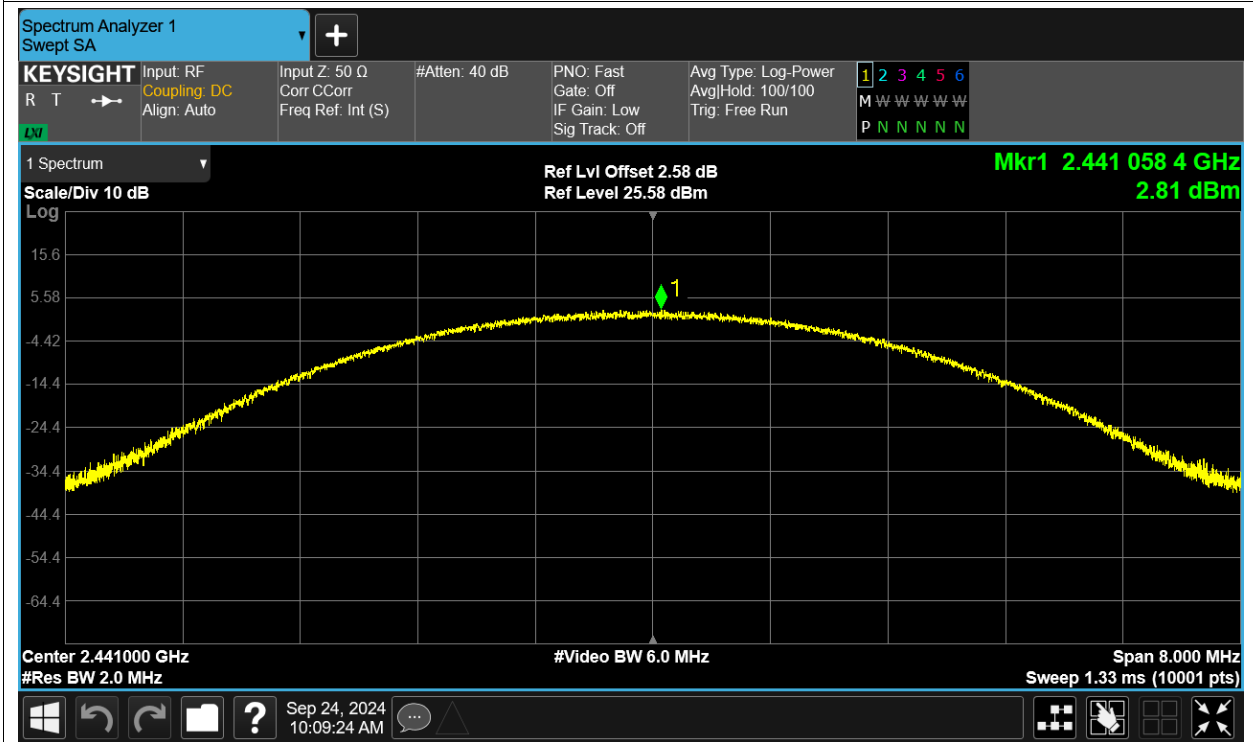 Spectrum Analyzer 1
Swept SA
+
KEYSIGHT
R T
LXI
Input: RF
Coupling: DC
Align: Auto
Input Z: 50 Ω
Corr CCorr
Freq Ref: Int (S)
#Atten: 40 dB
PNO: Fast
Gate: Off
IF Gain: Low
Sig Track: Off
Avg Type: Log-Power
Avg|Hold: 100/100
Trig: Free Run
1 2 3 4 5 6
M W W W W W
P N N N N N
1 Spectrum
Scale/Div 10 dB
Log
Ref Lvl Offset 2.58 dB
Ref Level 25.58 dBm
Mkr1 2.441 058 4 GHz
2.81 dBm
15.6
5.58
1
-4.42
-14.4
-24.4
-34.4
-44.4
-54.4
-64.4
Center 2.441000 GHz
#Video BW 6.0 MHz
Span 8.000 MHz
#Res BW 2.0 MHz
Sweep 1.33 ms (10001 pts)
?
Sep 24, 2024
10:09:24 AM